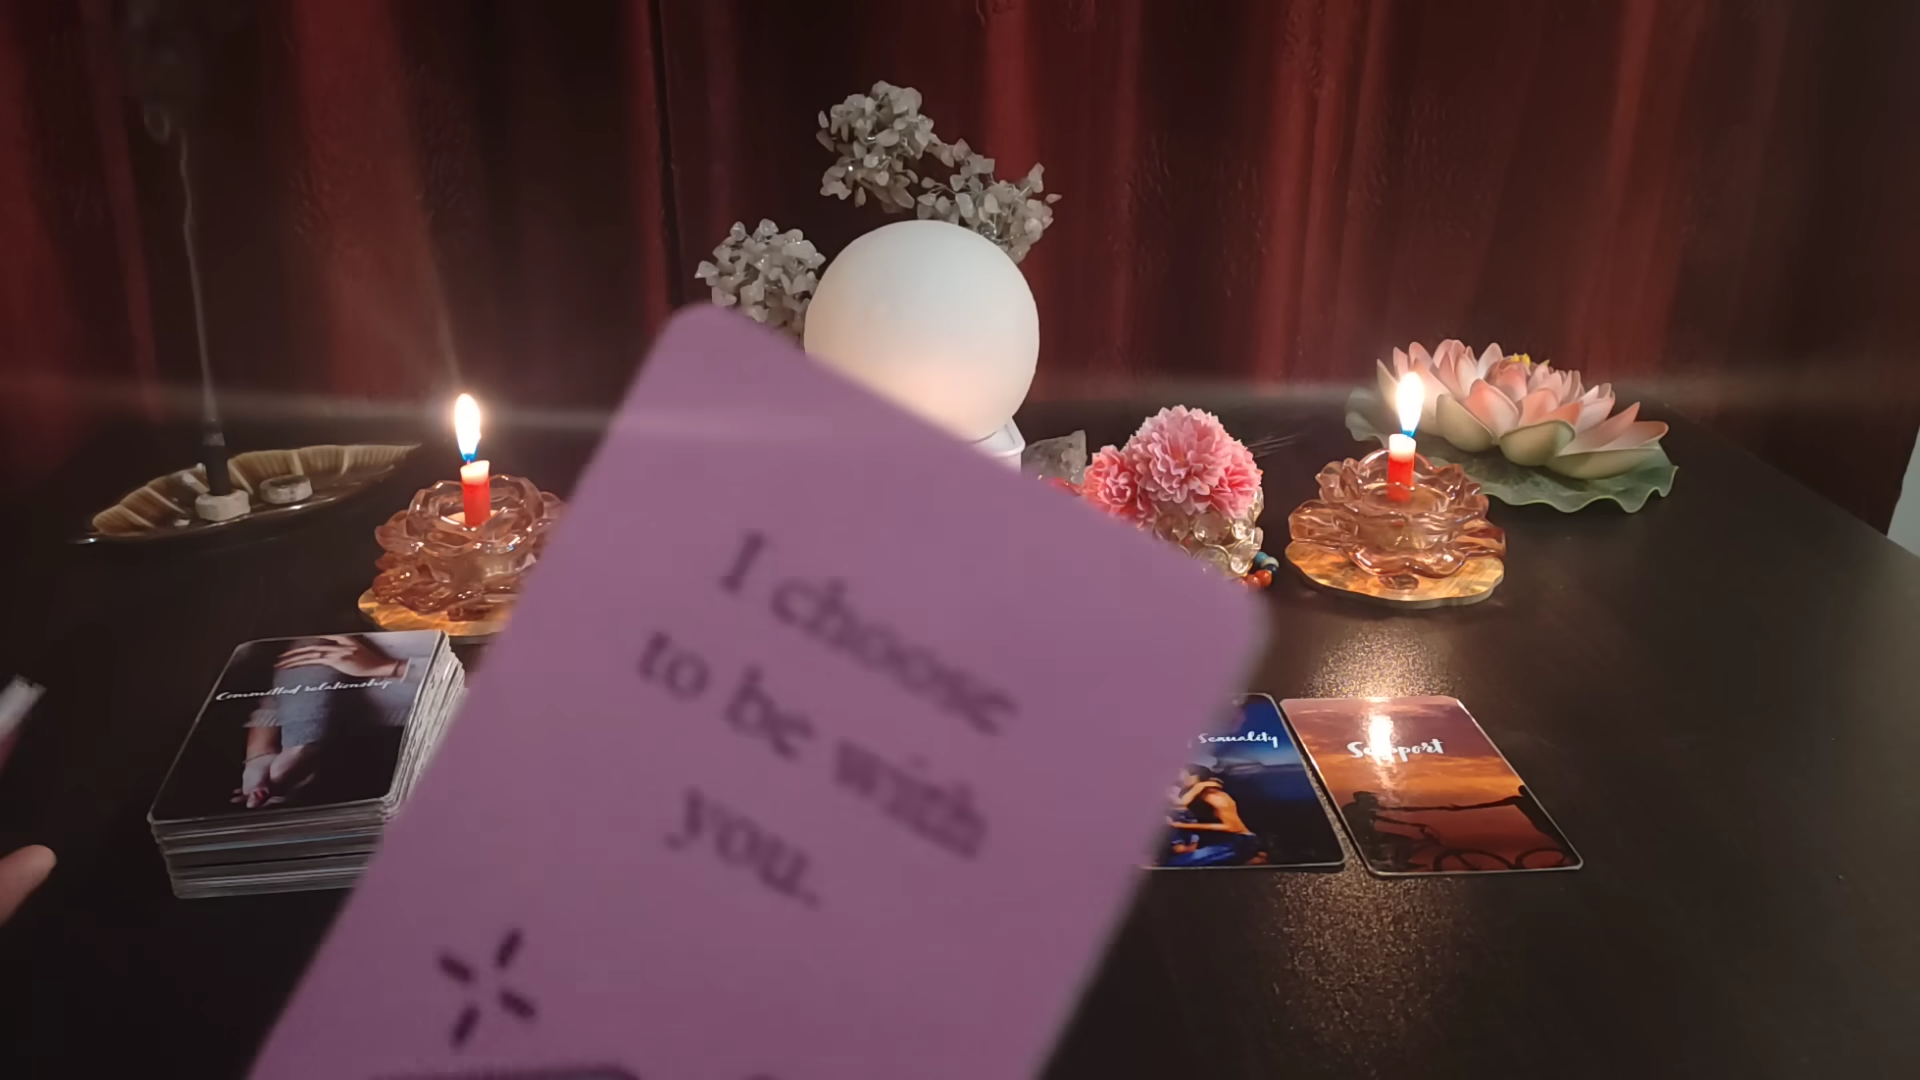 I choose
to be with
you.
Committed relationship
Sexuality
Support